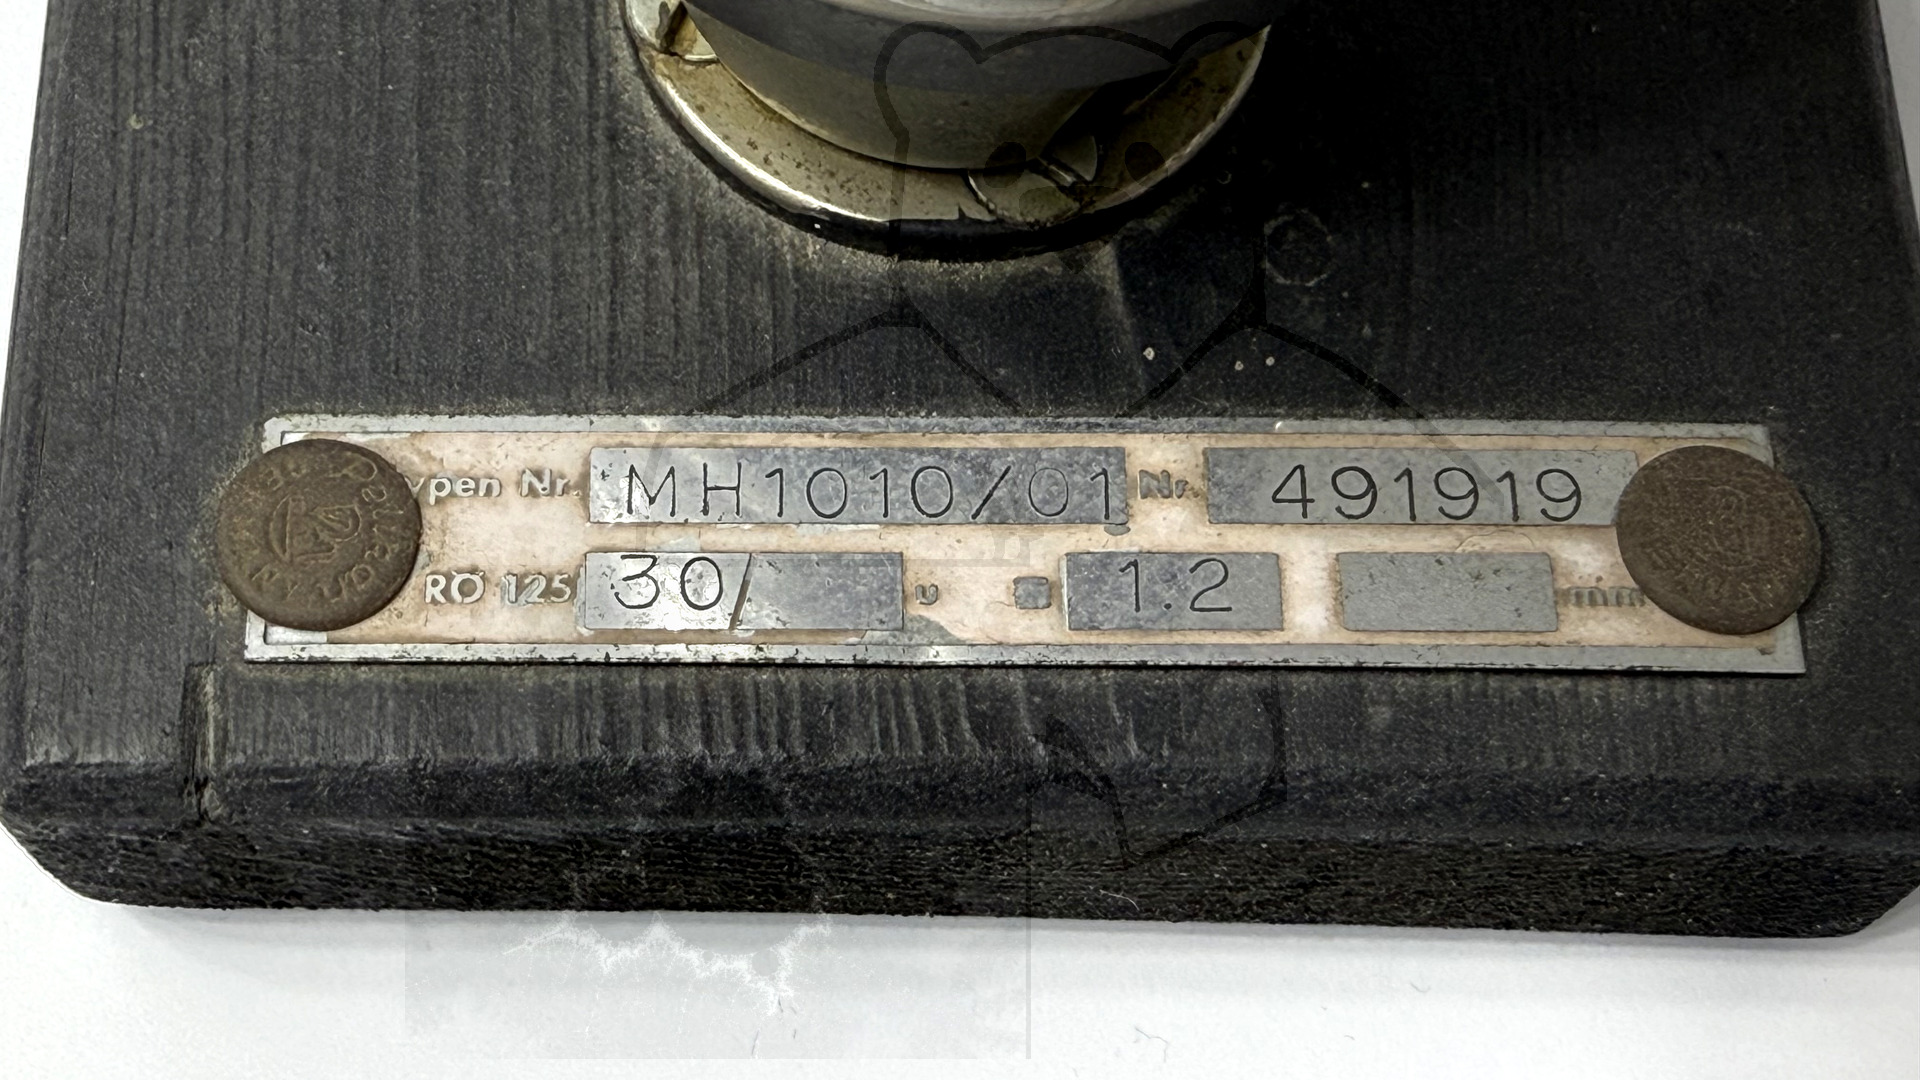 ypen Nr. MH1010/01 Nr. 491919
RÖ 125 30/ u 1.2 mm